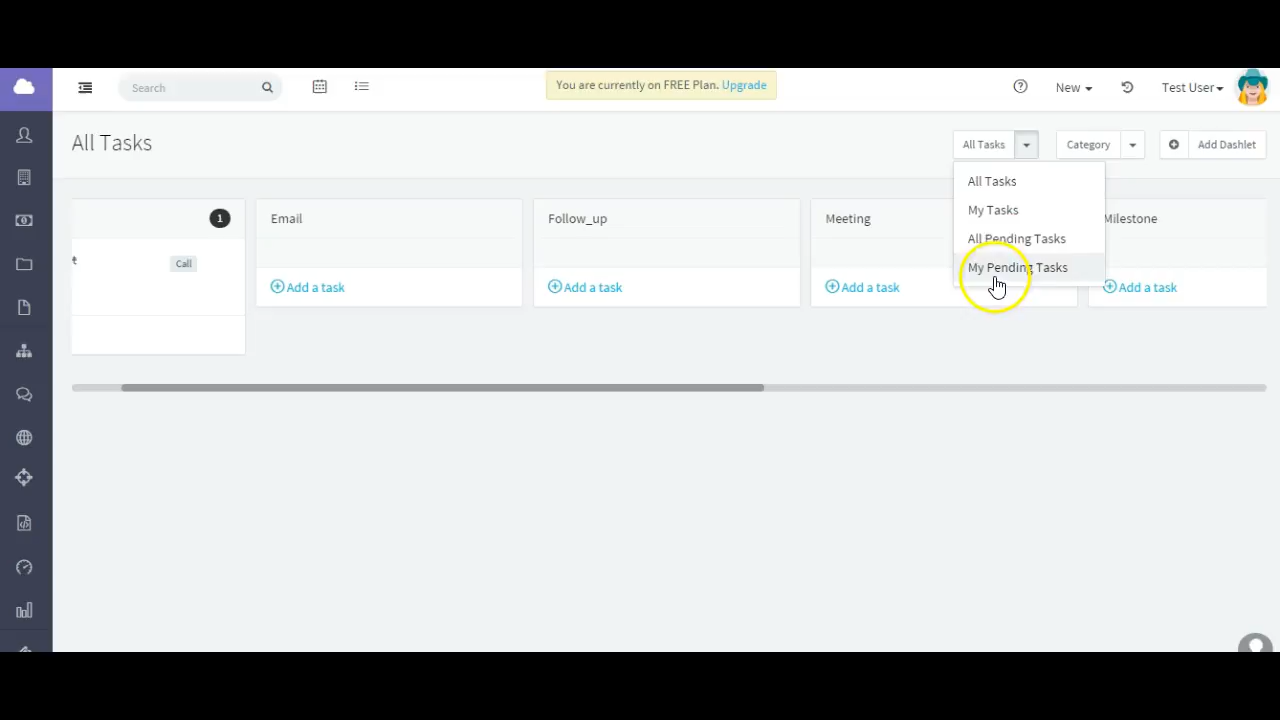 Search
You are currently on FREE Plan. Upgrade
New
Test User
All Tasks
All Tasks
Category
Add Dashlet
All Tasks
My Tasks
All Pending Tasks
My Pending Tasks
1
Email
Follow_up
Meeting
Milestone
Call
Add a task
Add a task
Add a task
Add a task